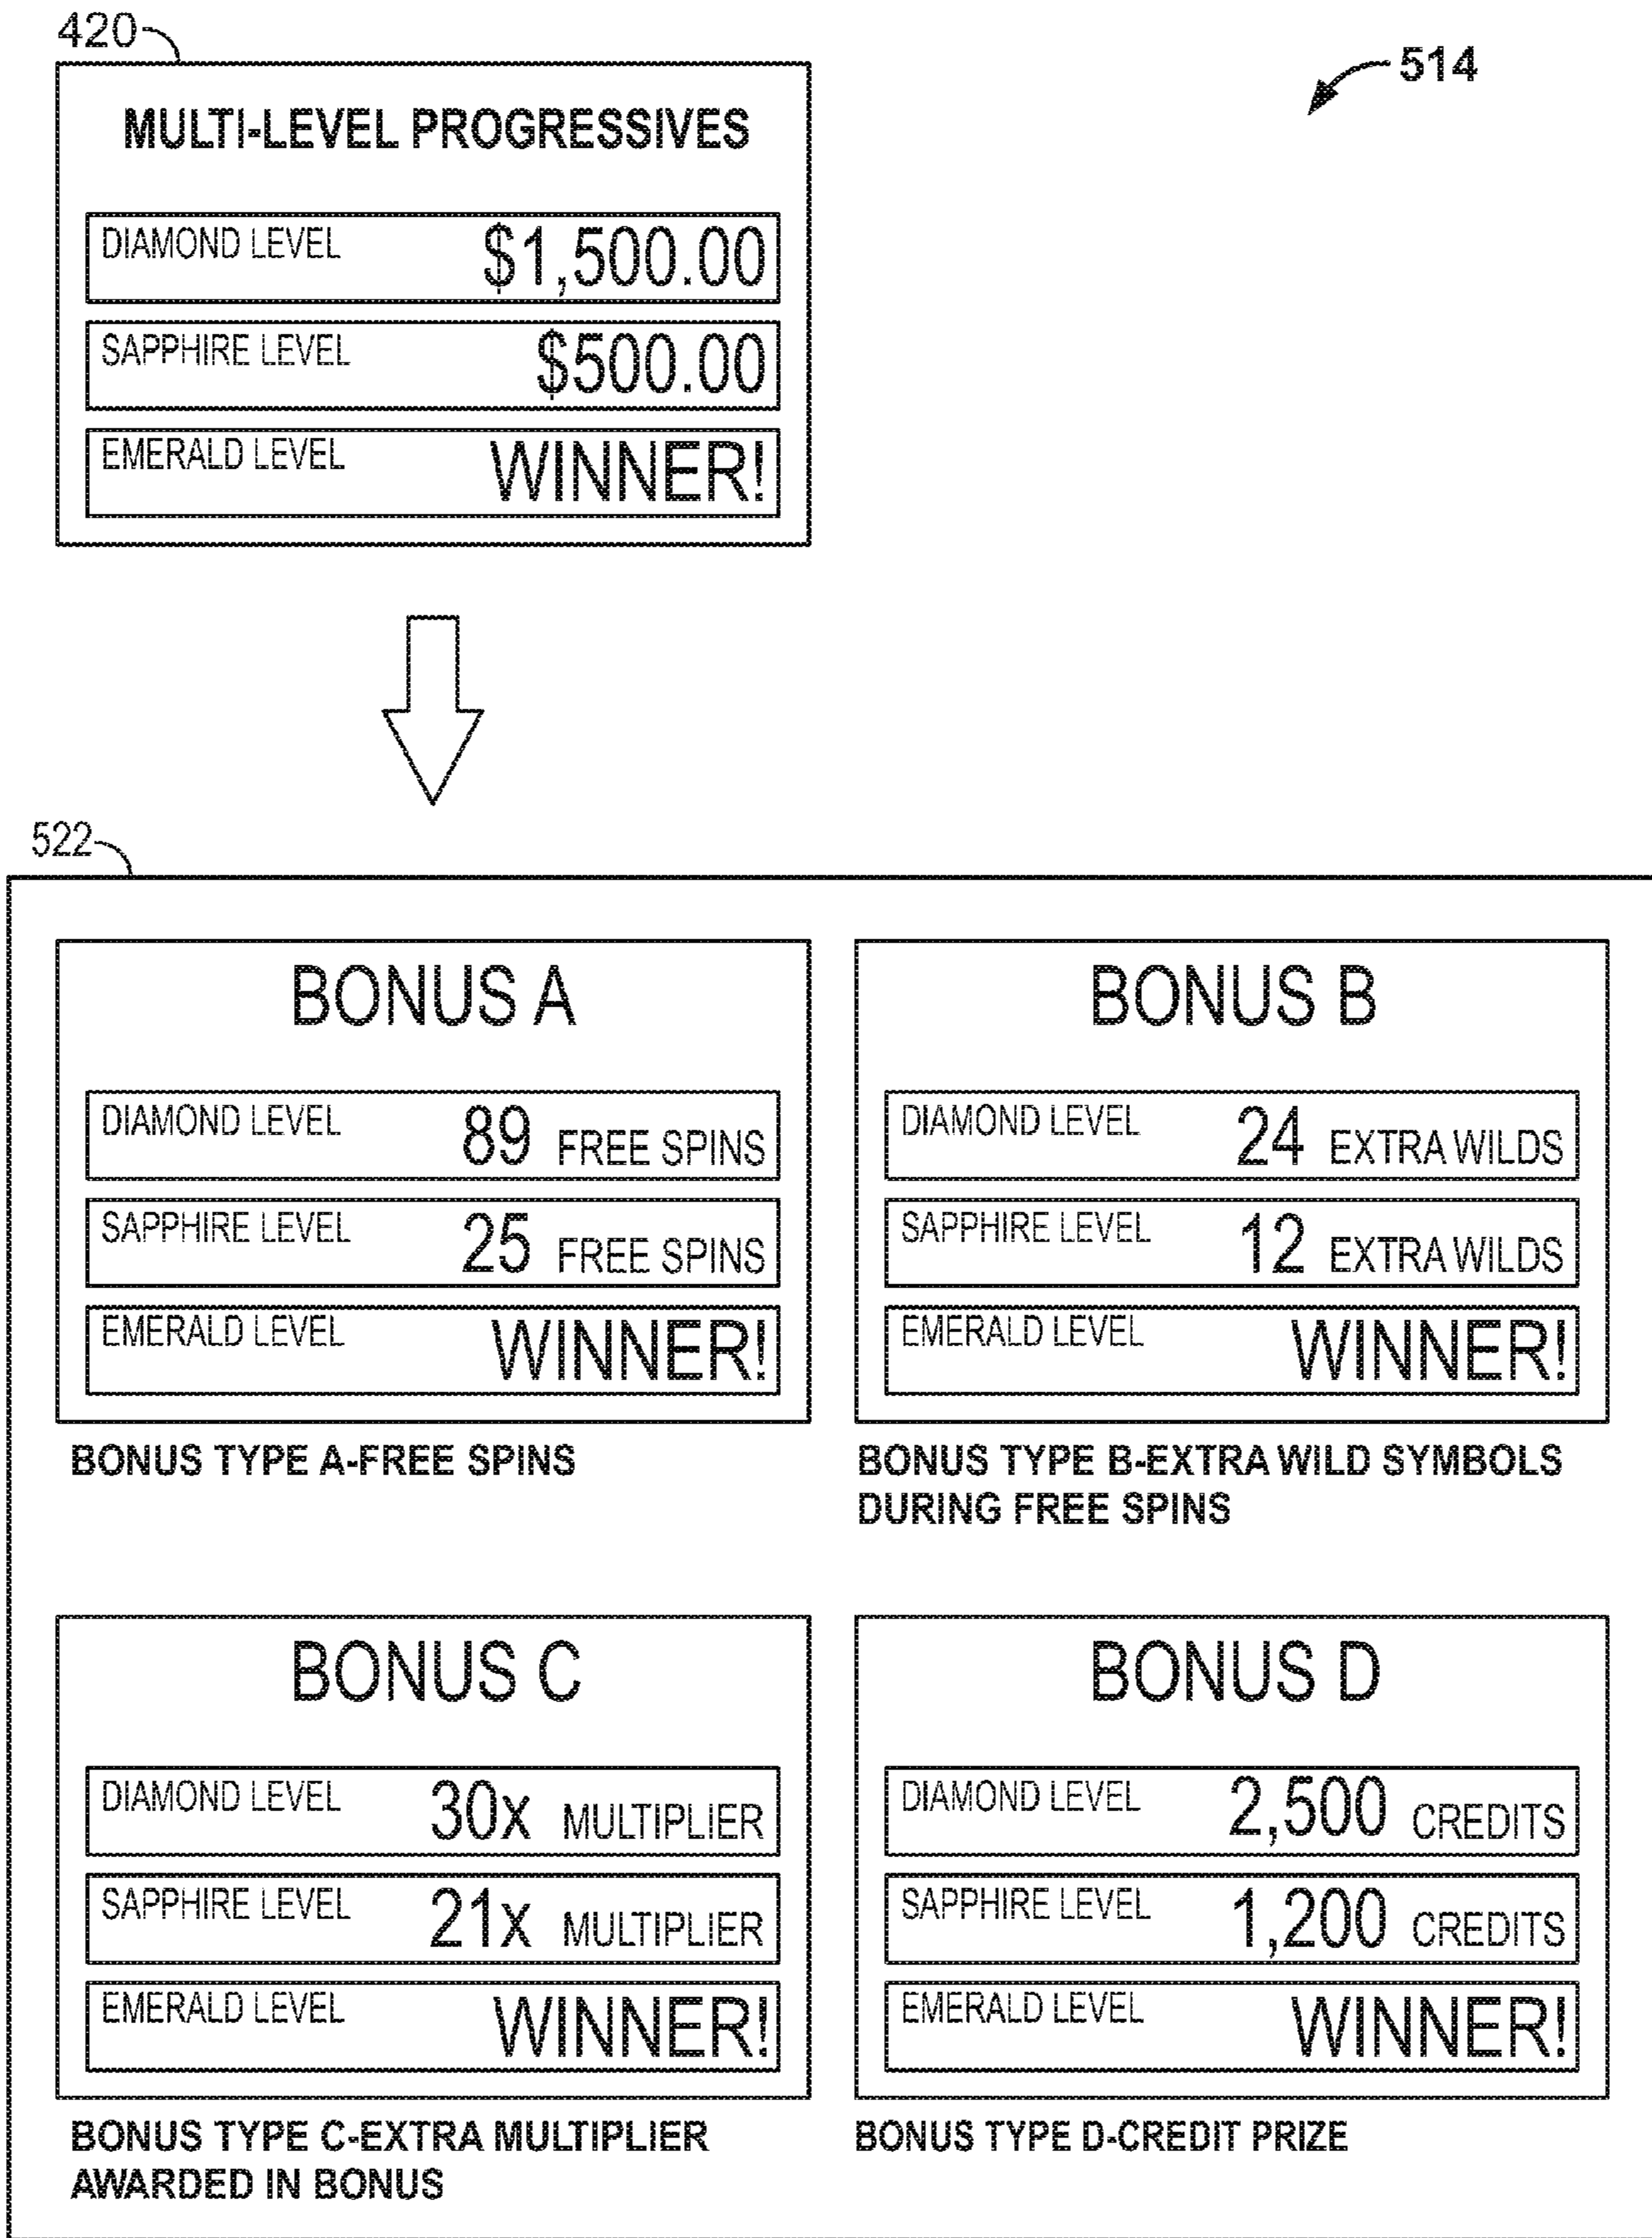 420
514
MULTI-LEVEL PROGRESSIVES
DIAMOND LEVEL $1,500.00
SAPPHIRE LEVEL $500.00
EMERALD LEVEL WINNER!
522
BONUS A
DIAMOND LEVEL 89 FREE SPINS
SAPPHIRE LEVEL 25 FREE SPINS
EMERALD LEVEL WINNER!
BONUS TYPE A-FREE SPINS
BONUS B
DIAMOND LEVEL 24 EXTRA WILDS
SAPPHIRE LEVEL 12 EXTRA WILDS
EMERALD LEVEL WINNER!
BONUS TYPE B-EXTRA WILD SYMBOLS
DURING FREE SPINS
BONUS C
DIAMOND LEVEL 30x MULTIPLIER
SAPPHIRE LEVEL 21x MULTIPLIER
EMERALD LEVEL WINNER!
BONUS TYPE C-EXTRA MULTIPLIER
AWARDED IN BONUS
BONUS D
DIAMOND LEVEL 2,500 CREDITS
SAPPHIRE LEVEL 1,200 CREDITS
EMERALD LEVEL WINNER!
BONUS TYPE D-CREDIT PRIZE